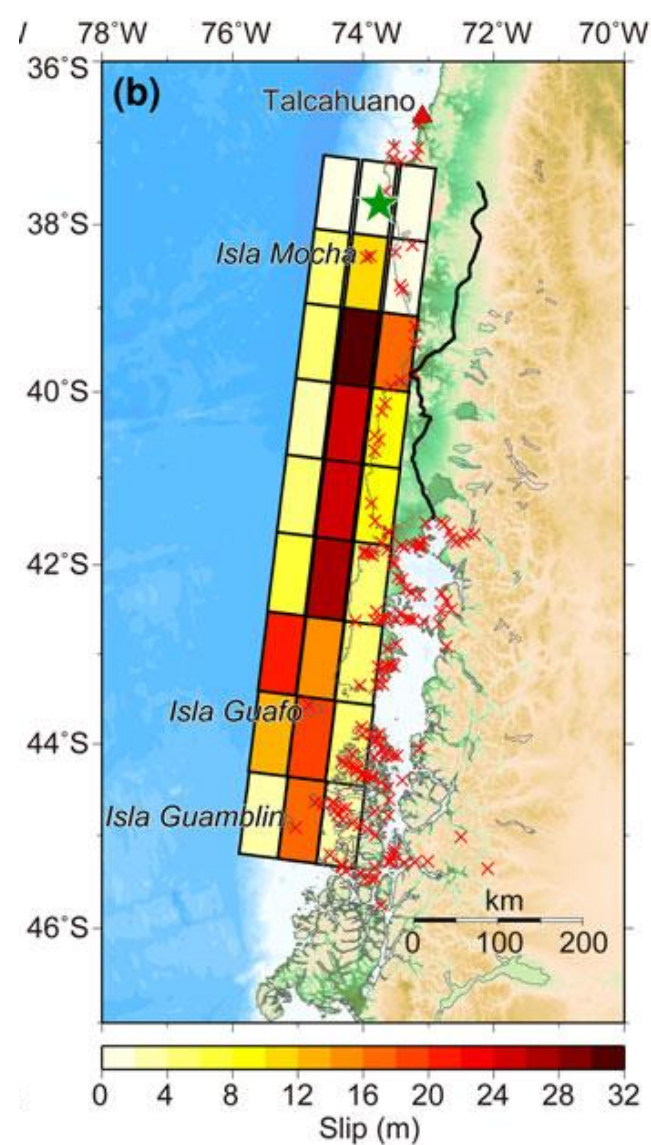 78°W 76°W 74°W 72°W 70°W
36°S
(b)
Talcahuano
38°S
Isla Mocha
40°S
42°S
Isla Guafo
44°S
Isla Guamblin
46°S
km
0 100 200
0 4 8 12 16 20 24 28 32
Slip (m)